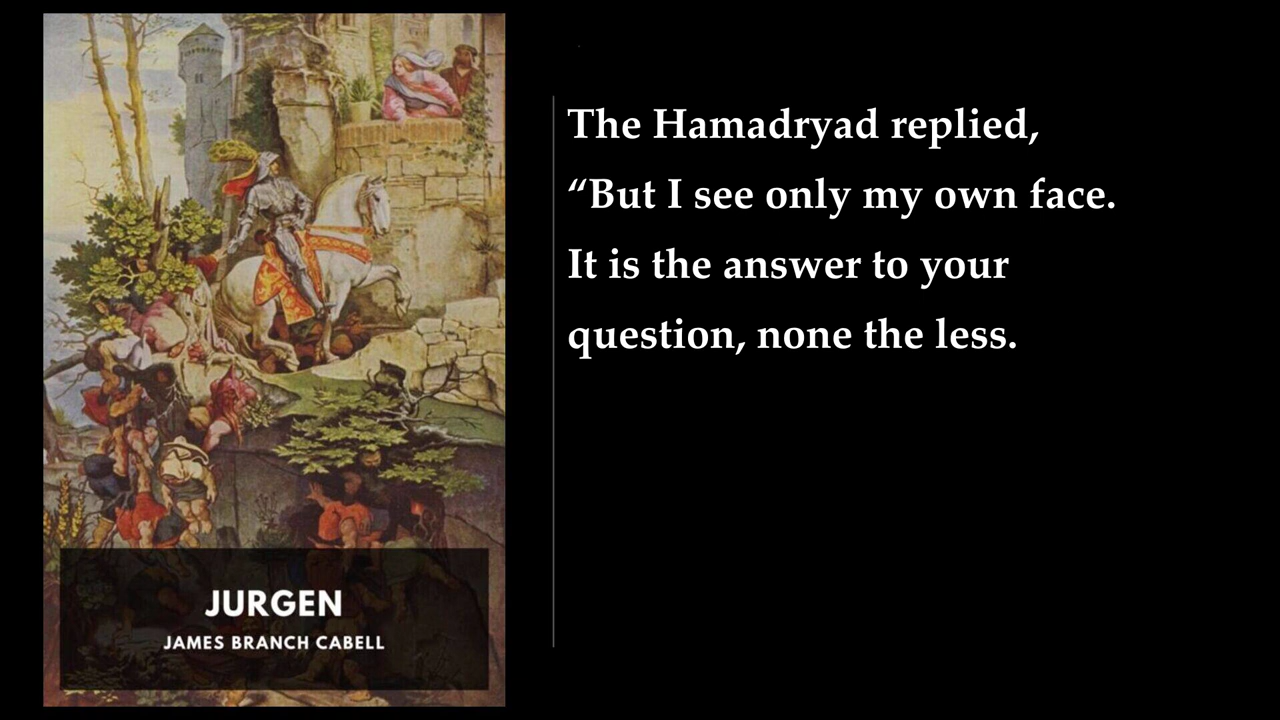 The Hamadryad replied,
“But I see only my own face.
It is the answer to your
question, none the less.
JURGEN
JAMES BRANCH CABELL